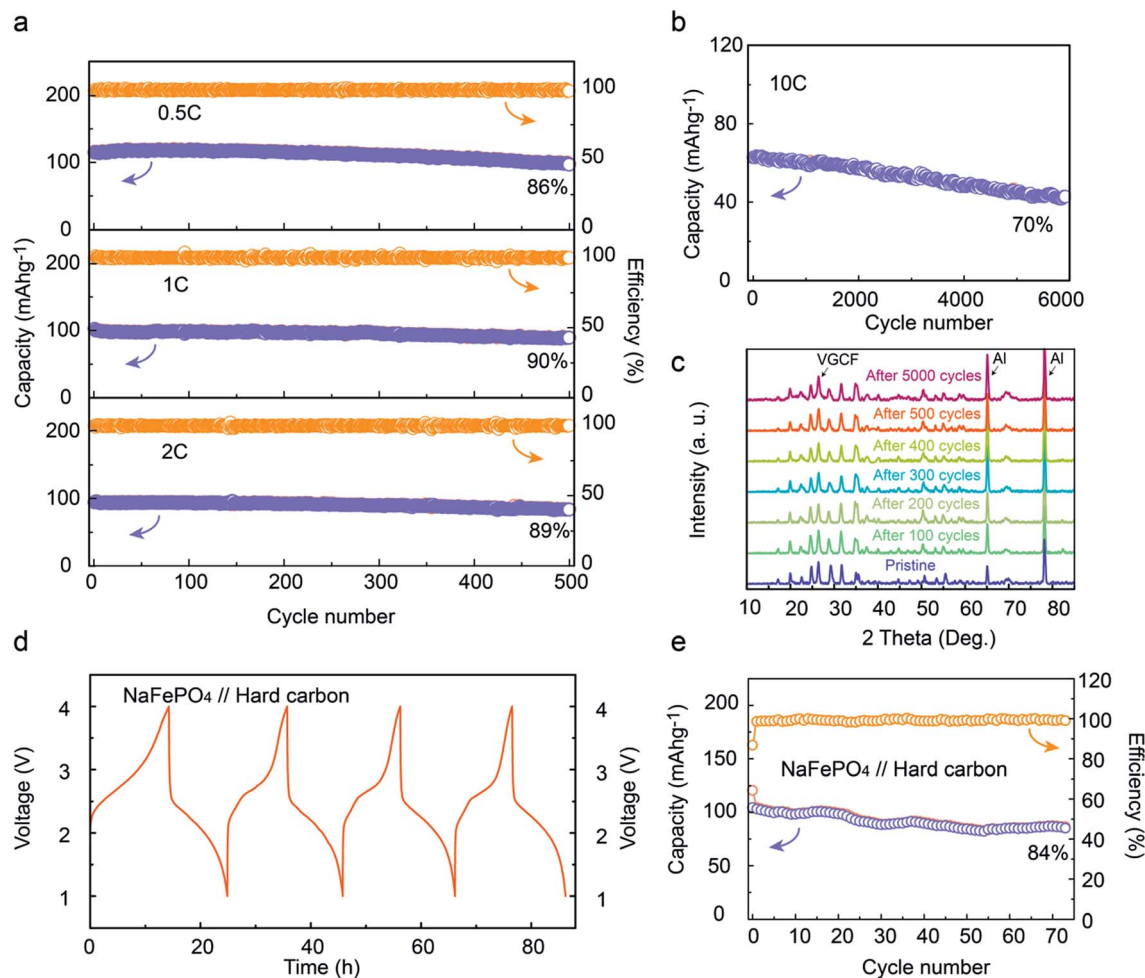 a
200
100
0
0.5C
86%
100
50
0
200
100
0
1C
90%
100
50
0
200
100
0
2C
89%
100
50
0
0
100
200
300
400
500
Cycle number
Capacity (mAhg-1)
Efficiency (%)
b
120
80
40
0
10C
70%
0
2000
4000
6000
Cycle number
Capacity (mAhg-1)
c
VGCF
Al
Al
After 5000 cycles
After 500 cycles
After 400 cycles
After 300 cycles
After 200 cycles
After 100 cycles
Pristine
Intensity (a. u.)
10
20
30
40
50
60
70
80
2 Theta (Deg.)
d
NaFePO4 // Hard carbon
4
3
2
1
4
3
2
1
Voltage (V)
Voltage (V)
0
20
40
60
80
Time (h)
e
200
150
100
50
0
120
100
80
60
40
20
0
NaFePO4 // Hard carbon
84%
Capacity (mAhg-1)
Efficiency (%)
0
10
20
30
40
50
60
70
Cycle number